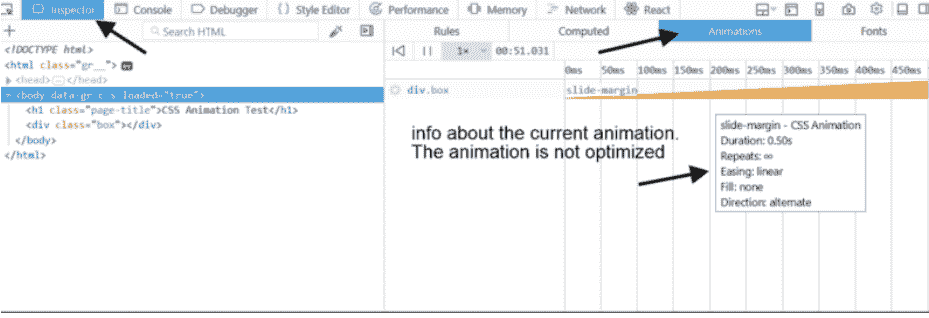 Inspector Console Debugger { } Style Editor Performance Memory Network React
+ Search HTML Rules Computed Animations Fonts
1× 00:51.031
0ms 50ms 100ms 150ms 200ms 250ms 300ms 350ms 400ms 450ms
<!DOCTYPE html>
<html class="gr__"> ev
<head>…</head>
<body data-gr-c-s-loaded="true">
<h1 class="page-title">CSS Animation Test</h1>
<div class="box"></div>
</body>
</html>
div.box slide-margin
info about the current animation.
The animation is not optimized
slide-margin - CSS Animation
Duration: 0.50s
Repeats: ∞
Easing: linear
Fill: none
Direction: alternate